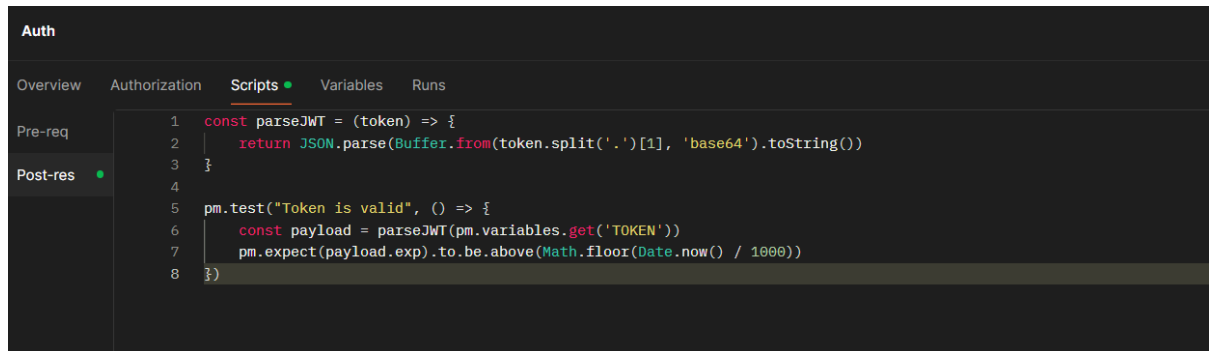 Auth
Overview Authorization Scripts Variables Runs
Pre-req
Post-res
1 const parseJWT = (token) => {
2     return JSON.parse(Buffer.from(token.split('.')[1], 'base64').toString())
3 }
4
5 pm.test("Token is valid", () => {
6     const payload = parseJWT(pm.variables.get('TOKEN'))
7     pm.expect(payload.exp).to.be.above(Math.floor(Date.now() / 1000))
8 })